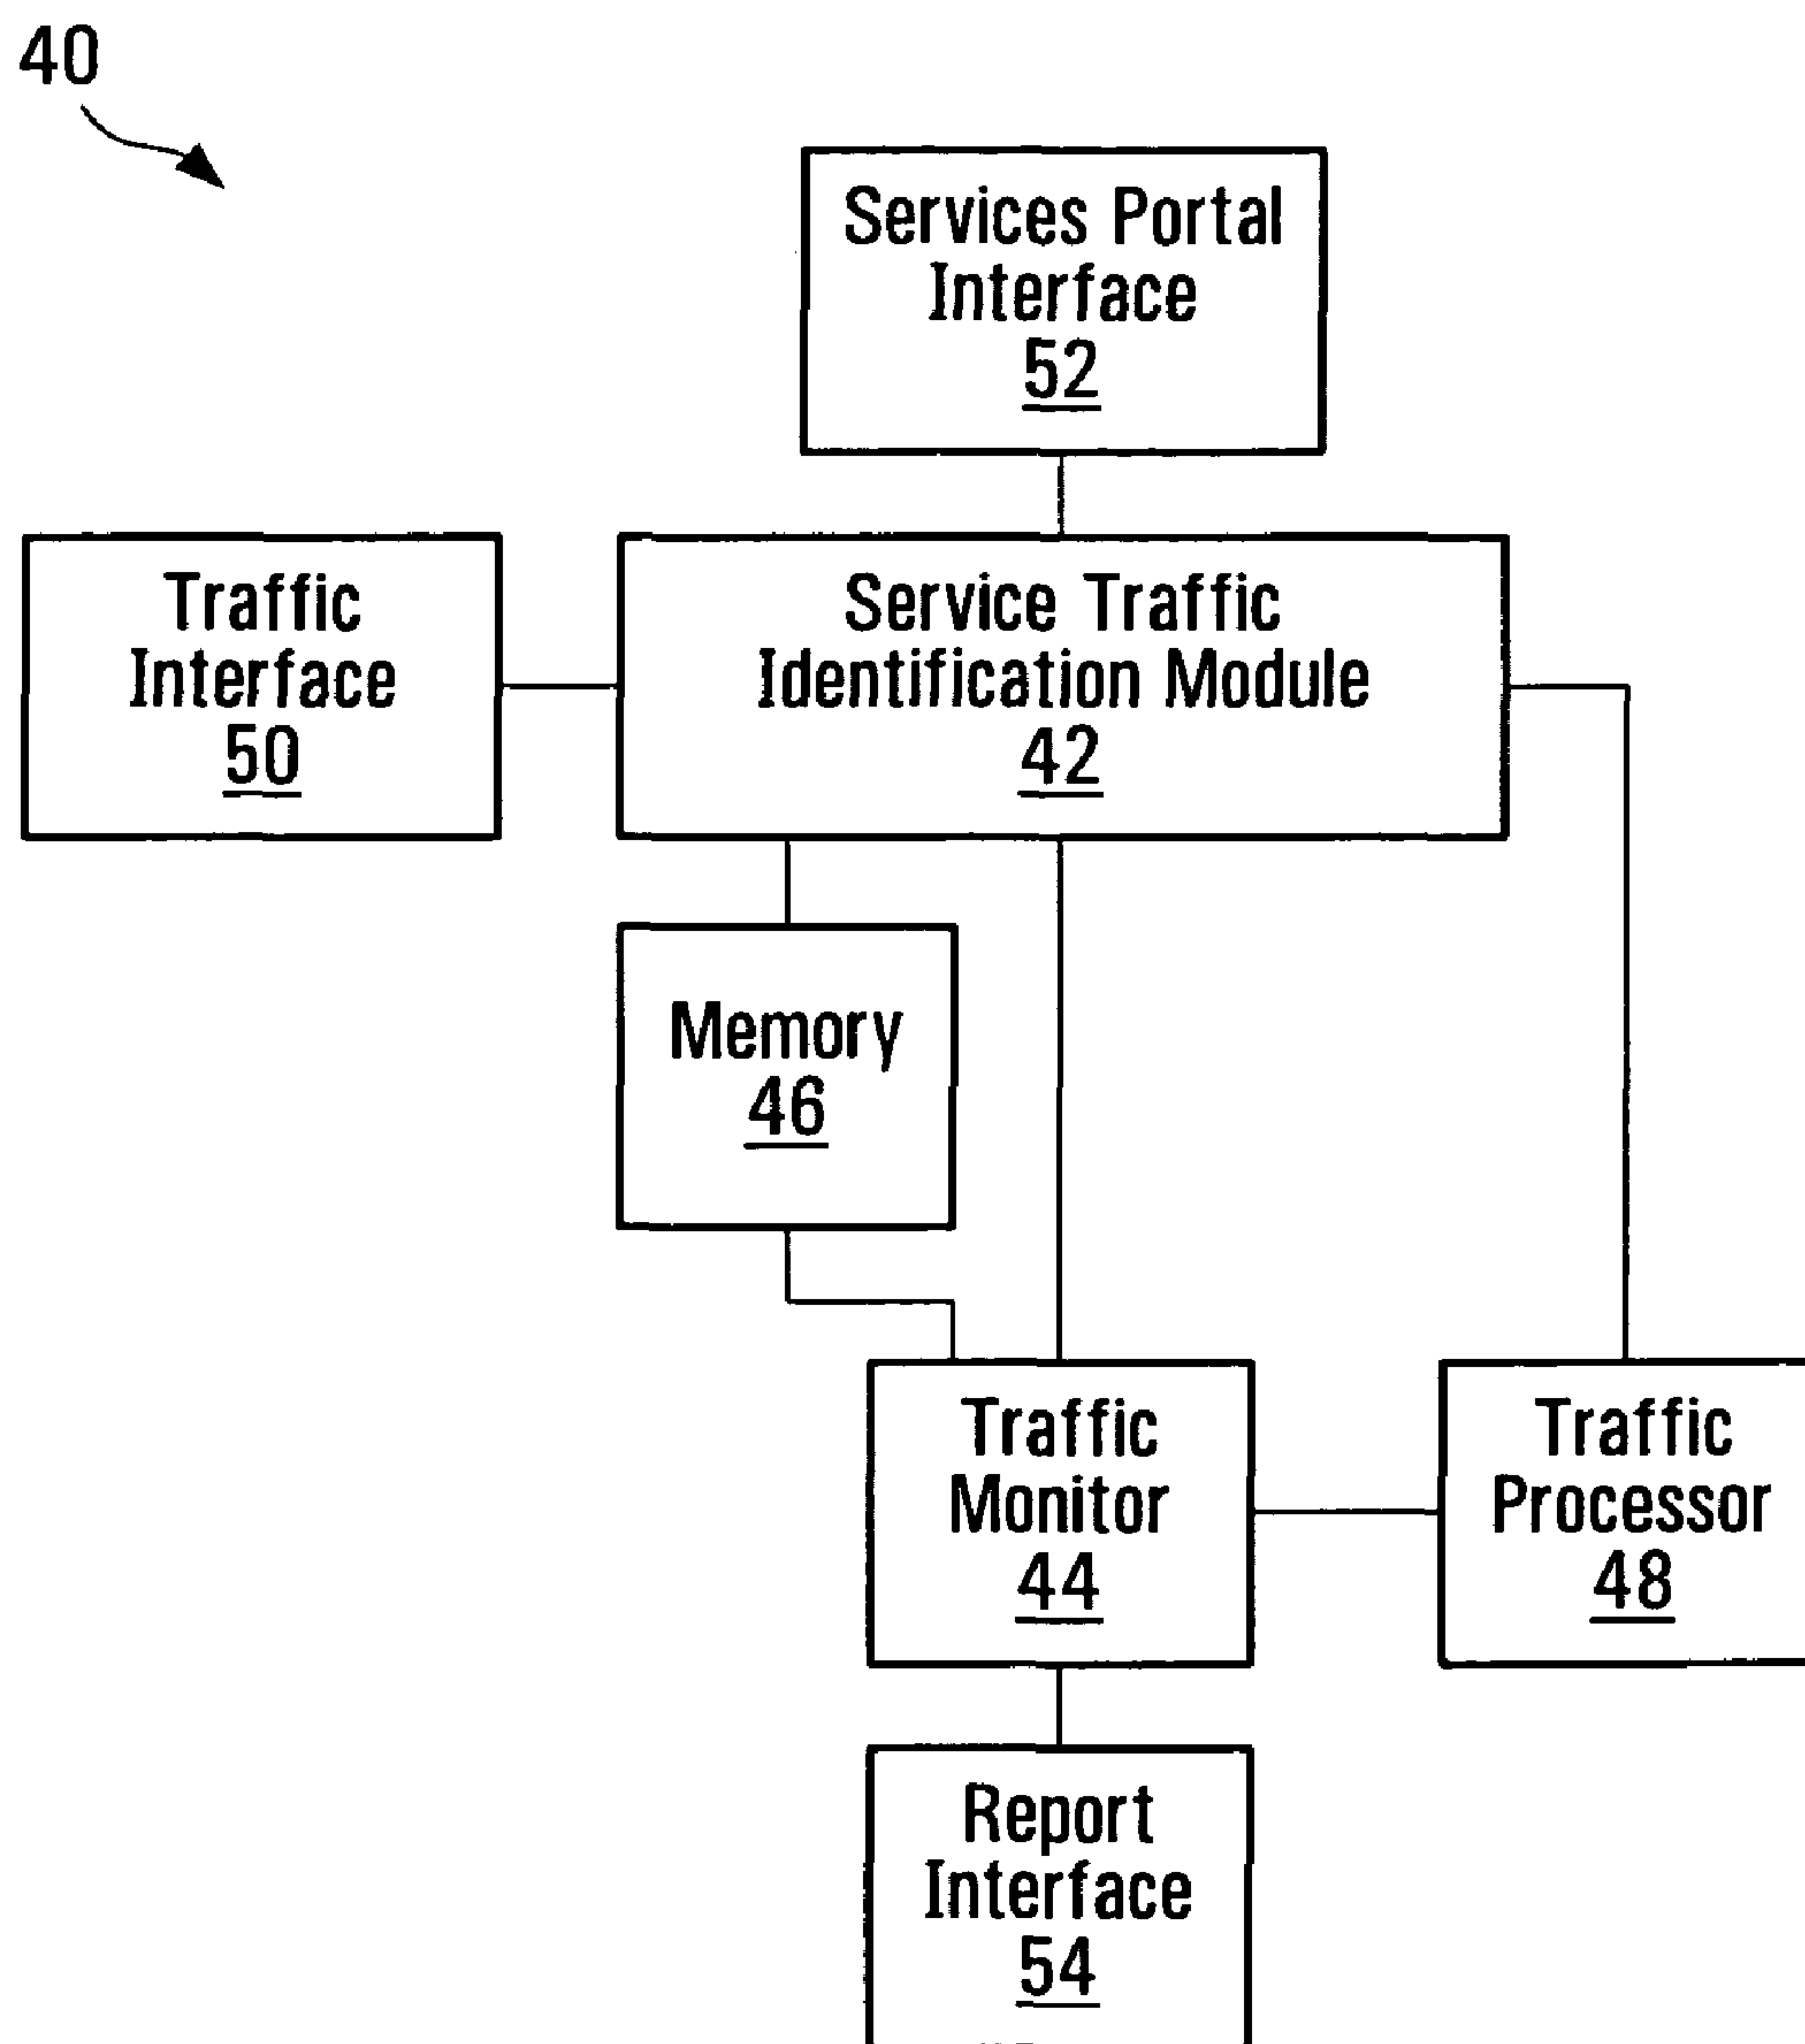 40
Services Portal
Interface
52
Traffic
Interface
50
Service Traffic
Identification Module
42
Memory
46
Traffic
Monitor
44
Traffic
Processor
48
Report
Interface
54